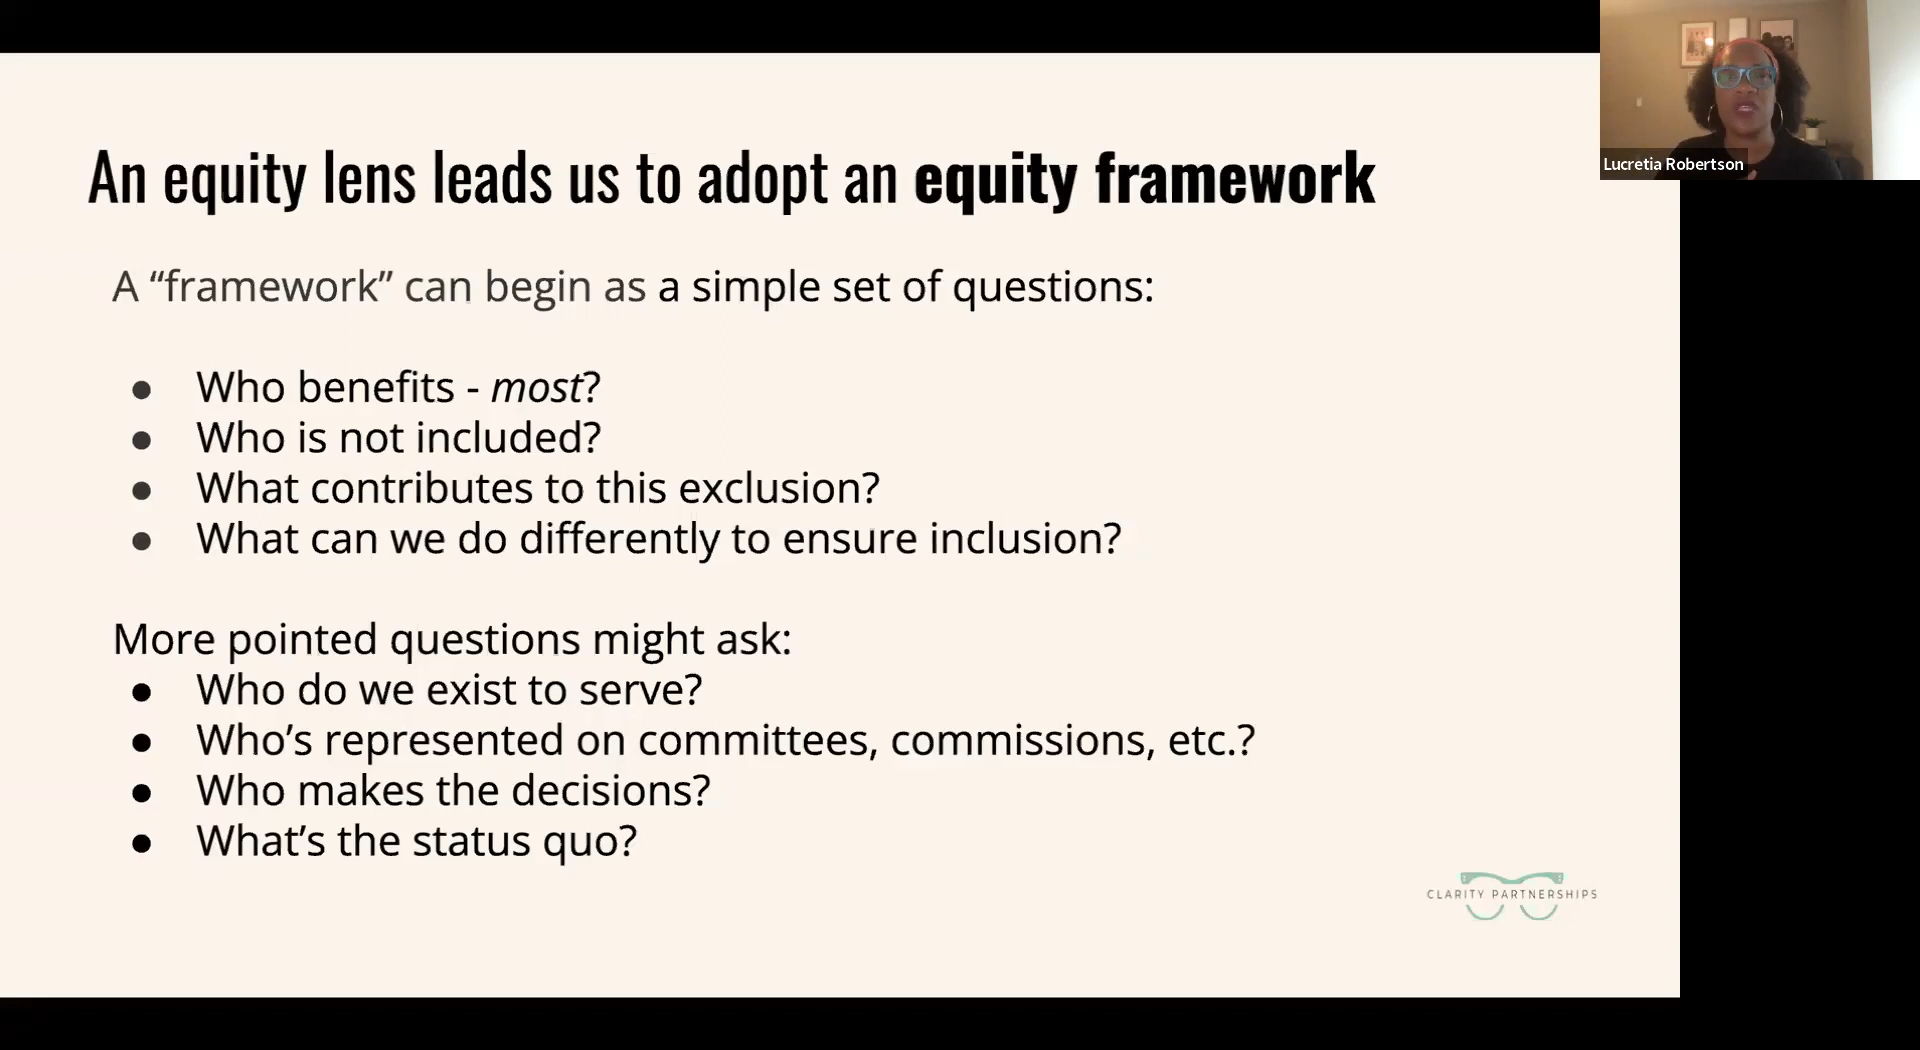 An equity lens leads us to adopt an equity framework
Lucretia Robertson
A “framework” can begin as a simple set of questions:
● Who benefits - most?
● Who is not included?
● What contributes to this exclusion?
● What can we do differently to ensure inclusion?
More pointed questions might ask:
● Who do we exist to serve?
● Who’s represented on committees, commissions, etc.?
● Who makes the decisions?
● What’s the status quo?
CLARITY PARTNERSHIPS